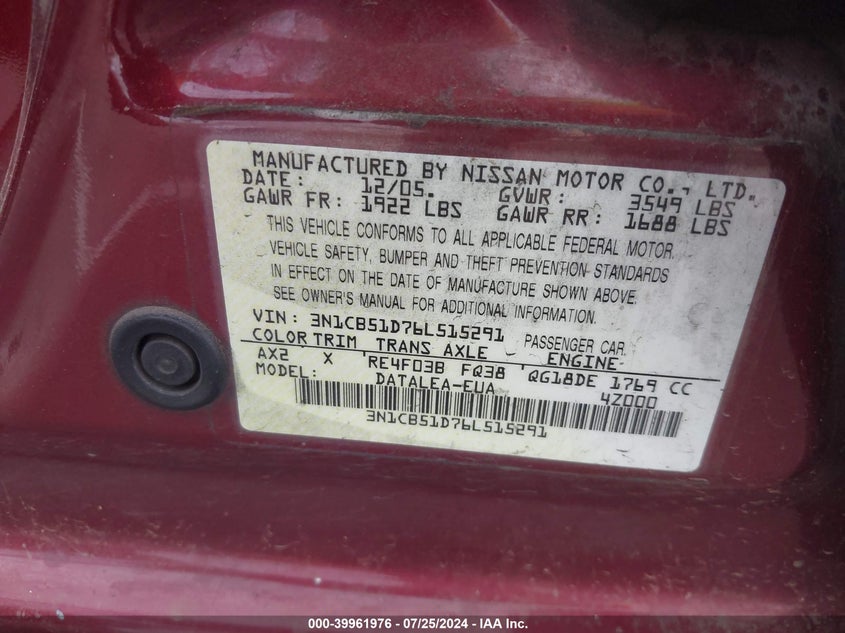 MANUFACTURED BY NISSAN MOTOR CO., LTD.
DATE: 12/05. GVWR: 3549 LBS
GAWR FR: 1922 LBS GAWR RR: 1688 LBS
THIS VEHICLE CONFORMS TO ALL APPLICABLE FEDERAL MOTOR
VEHICLE SAFETY, BUMPER AND THEFT PREVENTION STANDARDS
IN EFFECT ON THE DATE OF MANUFACTURE SHOWN ABOVE.
SEE OWNER'S MANUAL FOR ADDITIONAL INFORMATION.
VIN: 3N1CB51D76L515291 PASSENGER CAR
COLOR TRIM TRANS AXLE ENGINE
AX2 X RE4F03B FQ38 QG18DE 1769 CC
MODEL: DATALEA-EUA 4Z000
3N1CB51D76L515291
000-39961976 / 07/25/2024 / IAA Inc.